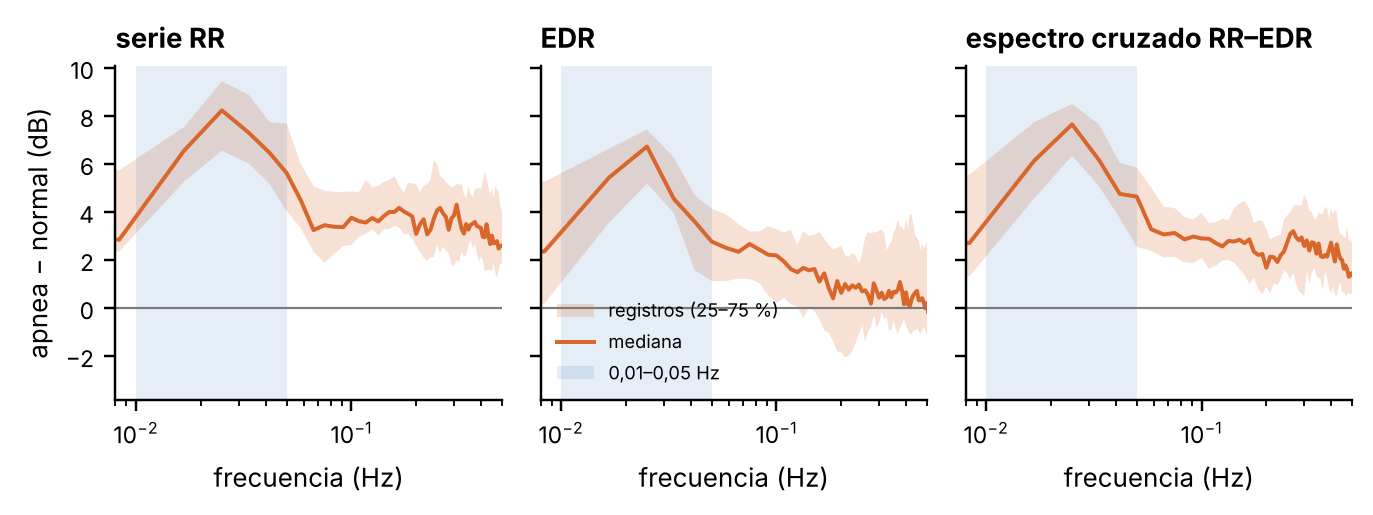 serie RR
EDR
espectro cruzado RR–EDR
apnea – normal (dB)
10
8
6
4
2
0
−2
registros (25–75 %)
mediana
0,01–0,05 Hz
10⁻² 10⁻¹
10⁻² 10⁻¹
10⁻² 10⁻¹
frecuencia (Hz)
frecuencia (Hz)
frecuencia (Hz)